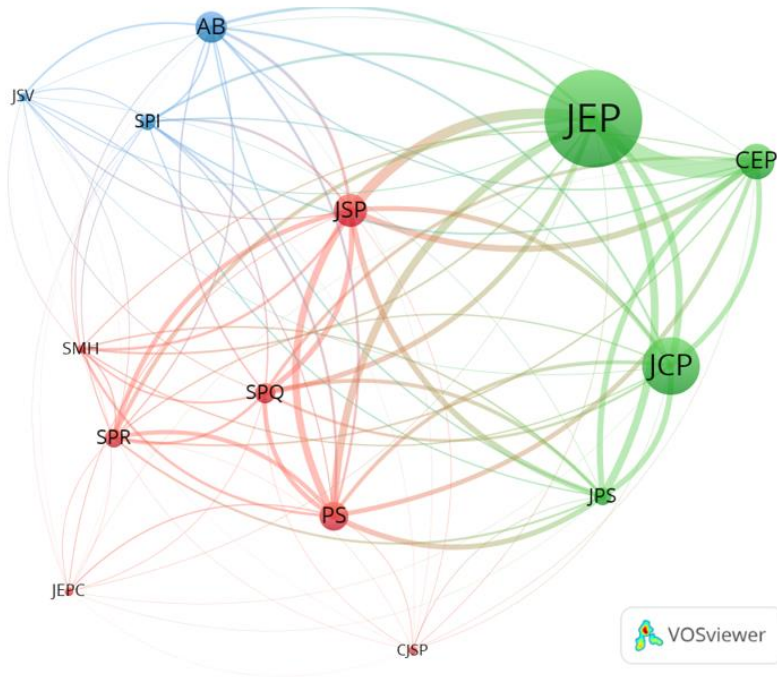 AB
JSV
SPI
JEP
CEP
JSP
SMH
JCP
SPQ
SPR
JPS
PS
JEPC
CJSP
VOSviewer